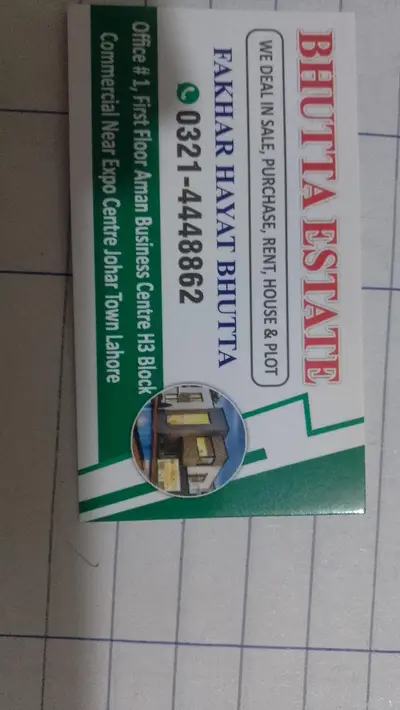 BHUTTA ESTATE
WE DEAL IN SALE, PURCHASE, RENT, HOUSE & PLOT
FAKHAR HAYAT BHUTTA
0321-4448862
Office # 1, First Floor Aman Business Centre H3 Block
Commercial Near Expo Centre Johar Town Lahore